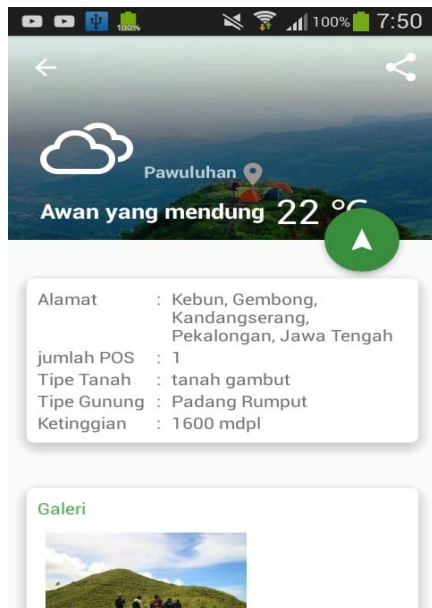 100%
100% 7:50
Pawuluhan
Awan yang mendung 22 °C
Alamat : Kebun, Gembong,
Kandangserang,
Pekalongan, Jawa Tengah
jumlah POS : 1
Tipe Tanah : tanah gambut
Tipe Gunung : Padang Rumput
Ketinggian : 1600 mdpl
Galeri